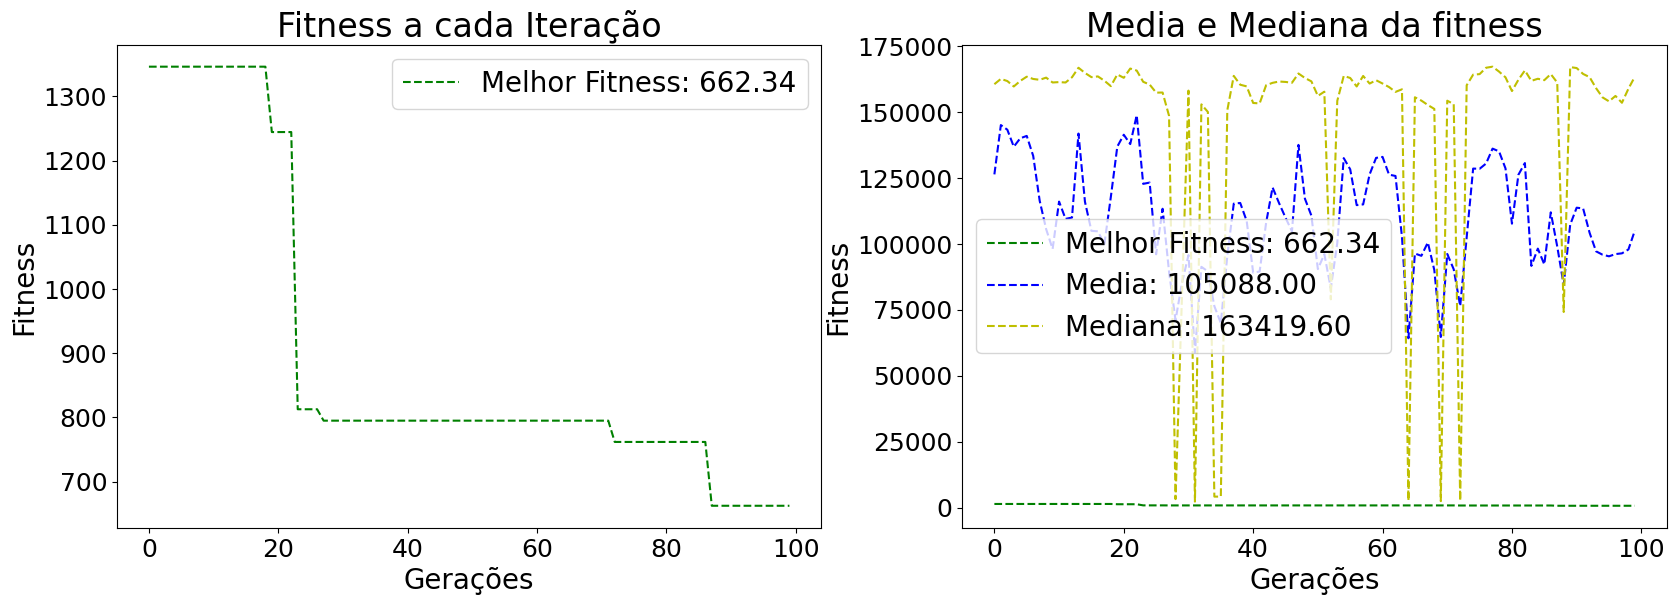 Fitness a cada Iteração
Melhor Fitness: 662.34
Fitness
1300
1200
1100
1000
900
800
700
0 20 40 60 80 100
Gerações
Media e Mediana da fitness
Melhor Fitness: 662.34
Media: 105088.00
Mediana: 163419.60
Fitness
175000
150000
125000
100000
75000
50000
25000
0
0 20 40 60 80 100
Gerações